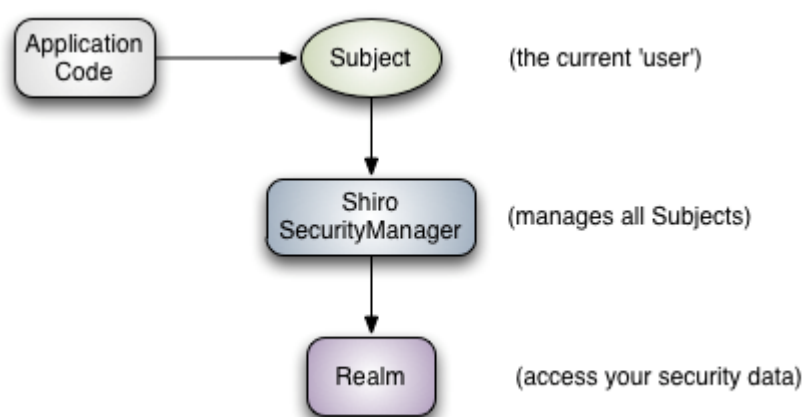 Application
Code
Subject
(the current 'user')
Shiro
SecurityManager
(manages all Subjects)
Realm
(access your security data)